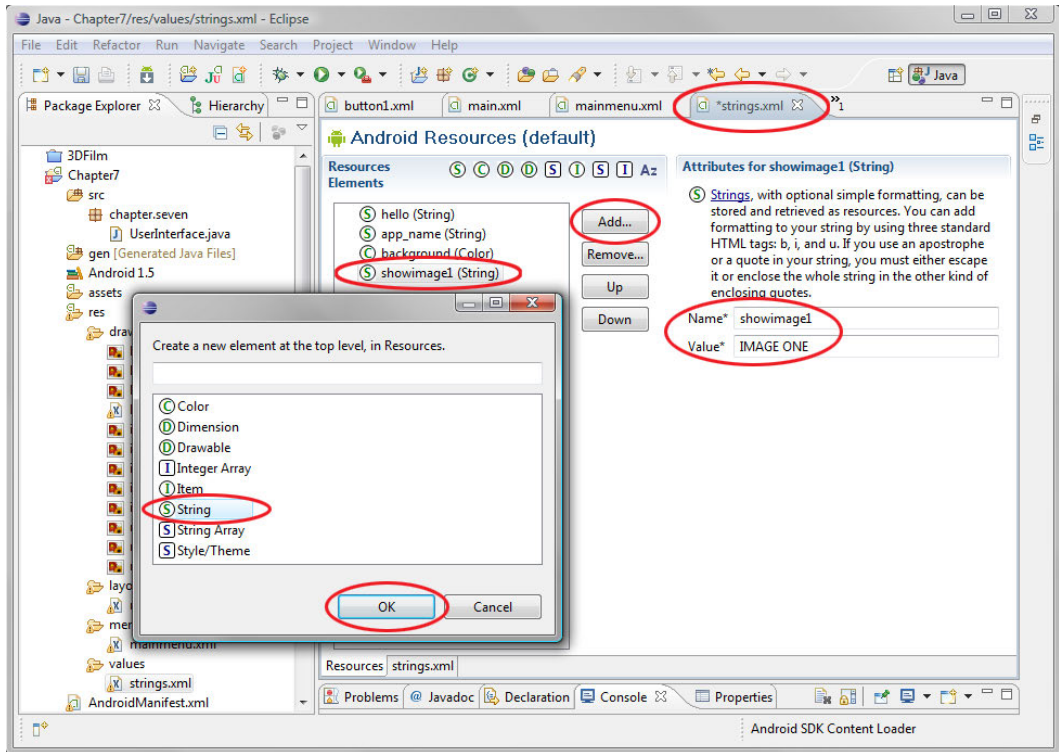 Java - Chapter7/res/values/strings.xml - Eclipse
File Edit Refactor Run Navigate Search Project Window Help
Java
Package Explorer
Hierarchy
button1.xml
main.xml
mainmenu.xml
*strings.xml
»1
3DFilm
Chapter7
src
chapter.seven
UserInterface.java
gen [Generated Java Files]
Android 1.5
assets
res
mainmenu.xml
values
strings.xml
AndroidManifest.xml
Android Resources (default)
Resources Elements
S C D D S I S I Az
S hello (String)
S app_name (String)
C background (Color)
S showimage1 (String)
Add...
Remove...
Up
Down
Attributes for showimage1 (String)
S Strings, with optional simple formatting, can be
stored and retrieved as resources. You can add
formatting to your string by using three standard
HTML tags: b, i, and u. If you use an apostrophe
or a quote in your string, you must either escape
it or enclose the whole string in the other kind of
enclosing quotes.
Name* showimage1
Value* IMAGE ONE
Create a new element at the top level, in Resources.
C Color
D Dimension
D Drawable
I Integer Array
I Item
S String
S String Array
S Style/Theme
OK
Cancel
Resources strings.xml
Problems @ Javadoc Declaration Console Properties
Android SDK Content Loader